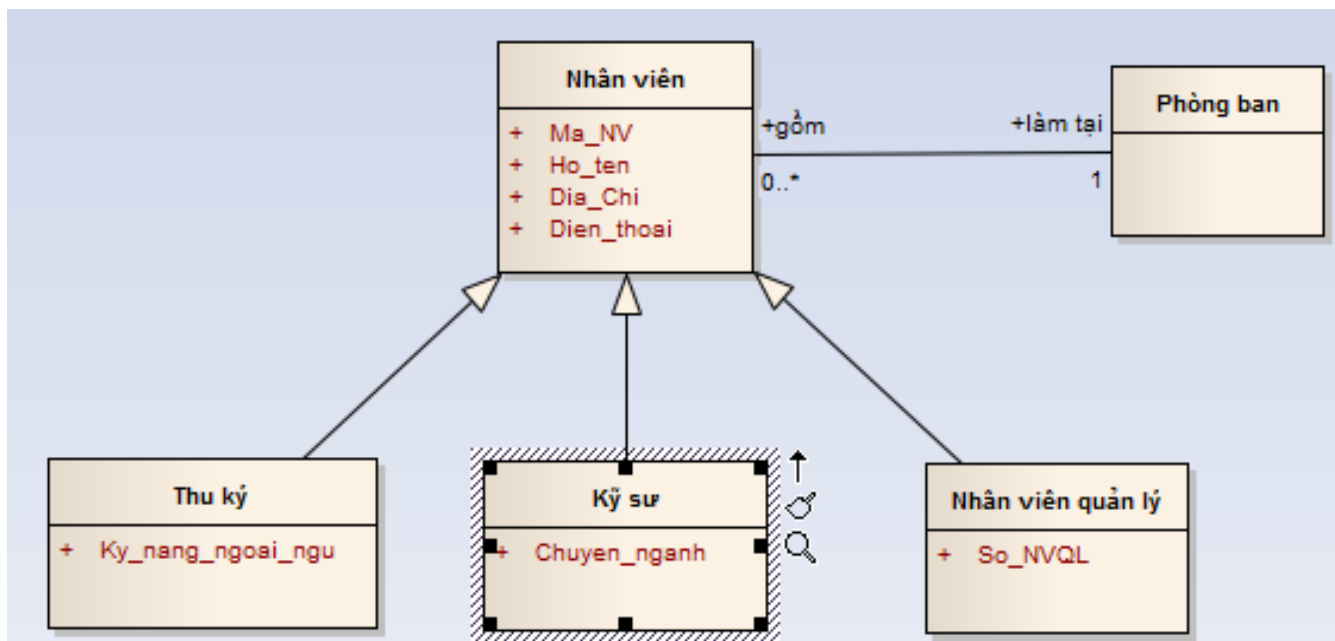 Nhân viên
+ Ma_NV
+ Ho_ten
+ Dia_Chi
+ Dien_thoai
+gồm
0..*
+làm tại
1
Phòng ban
Thu ký
+ Ky_nang_ngoai_ngu
Kỹ sư
+ Chuyen_nganh
Nhân viên quản lý
+ So_NVQL